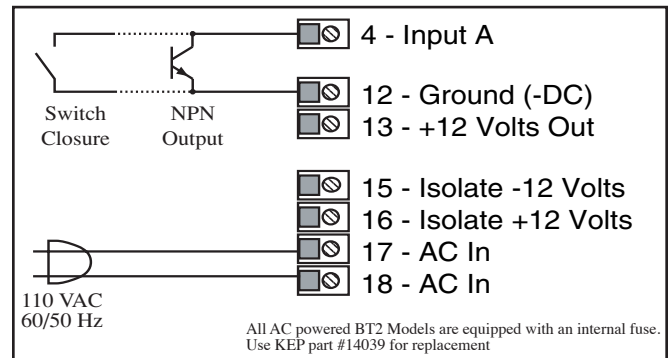 4 - Input A
12 - Ground (-DC)
13 - +12 Volts Out
Switch
Closure
NPN
Output
15 - Isolate -12 Volts
16 - Isolate +12 Volts
17 - AC In
18 - AC In
110 VAC
60/50 Hz
All AC powered BT2 Models are equipped with an internal fuse.
Use KEP part #14039 for replacement